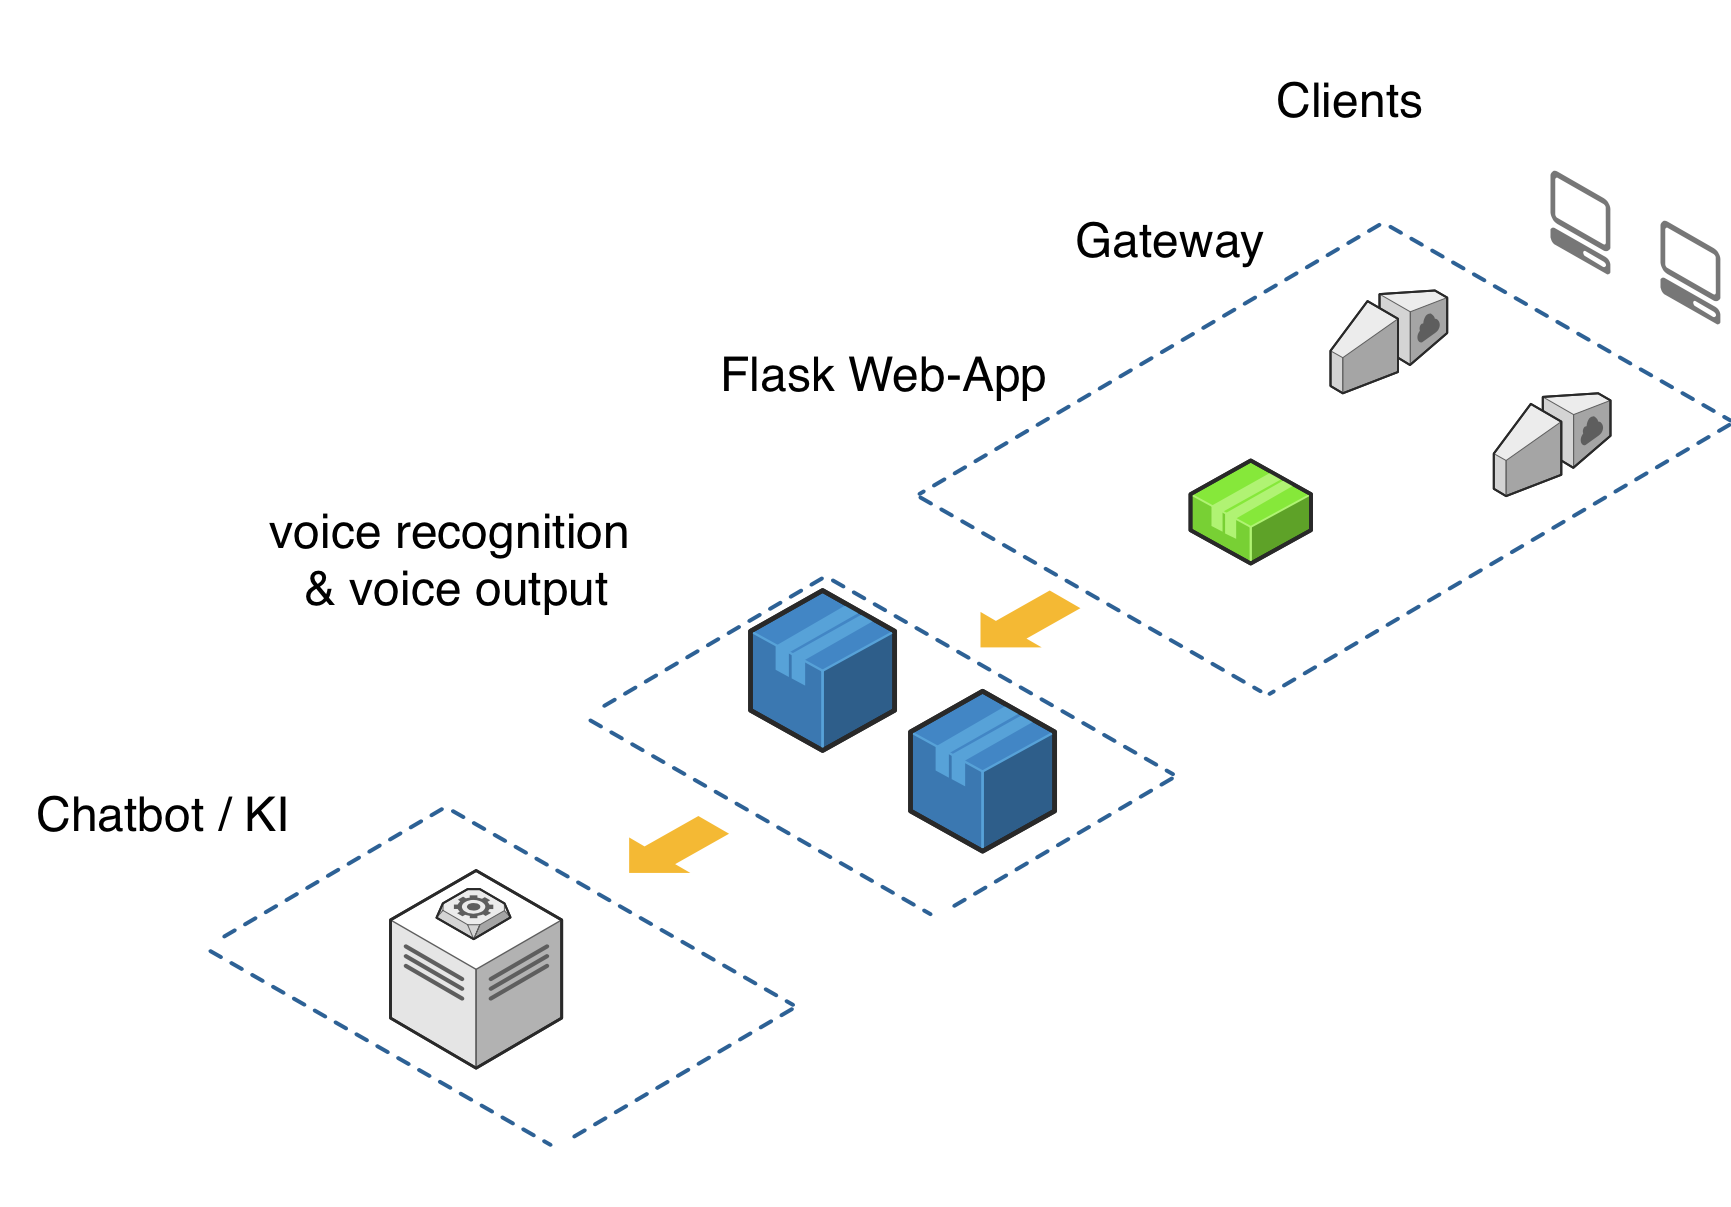 Clients
Gateway
Flask Web-App
voice recognition
& voice output
Chatbot / KI